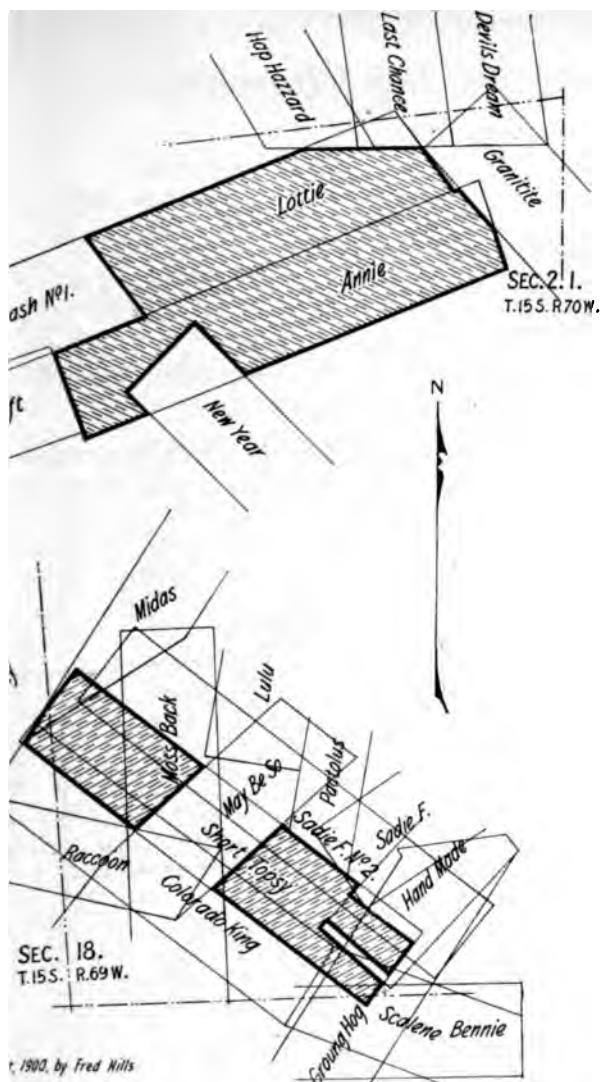 Hap Hazzard
Last Chance
Devils Dream
Granitite
Lottie
Annie
SEC. 2. 1.
T. 15 S. R 70 W.
ash Nº1.
ft
New Year
N
Midas
Moss Back
Lulu
May Be So
Pactolus
Sadie F. Nº 2.
Sadie F.
Hand Made
Short Topsy
Raccoon
Colorado King
SEC. 18.
T. 15 S. R. 69 W.
Groung Hog
Scalene Bennie
1900, by Fred Hills